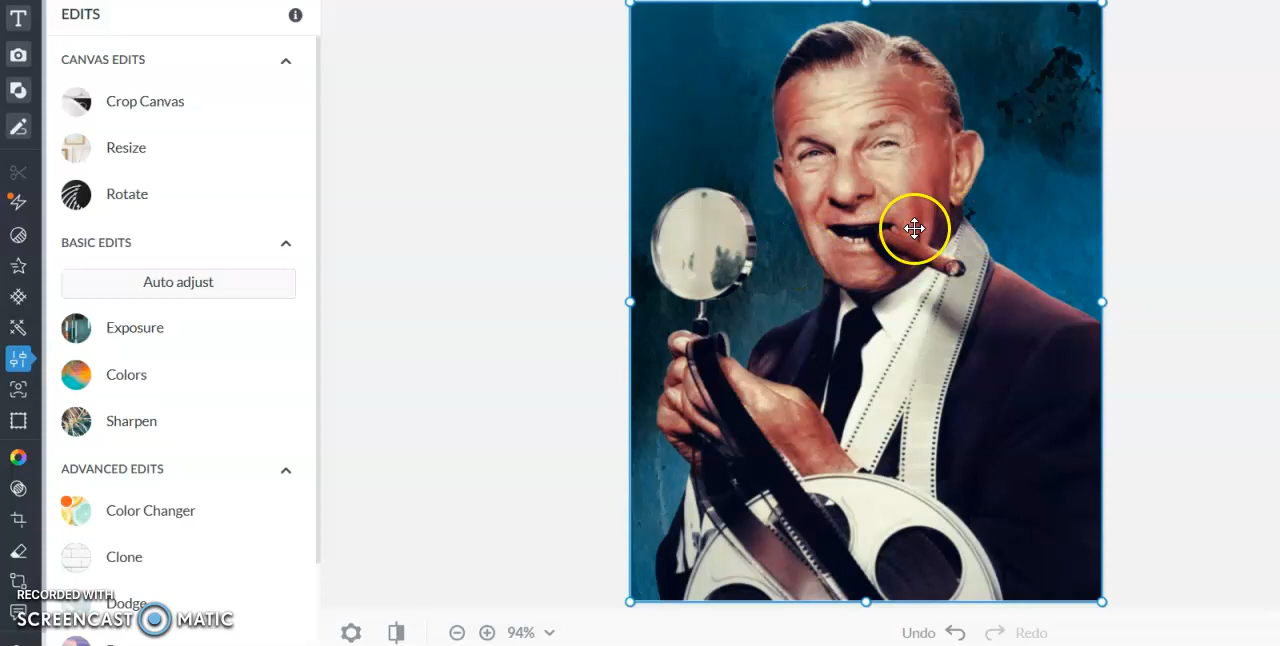 EDITS
CANVAS EDITS
Crop Canvas
Resize
Rotate
BASIC EDITS
Auto adjust
Exposure
Colors
Sharpen
ADVANCED EDITS
Color Changer
Clone
Dodge
RECORDED WITH
SCREENCAST MATIC
94%
Undo
Redo